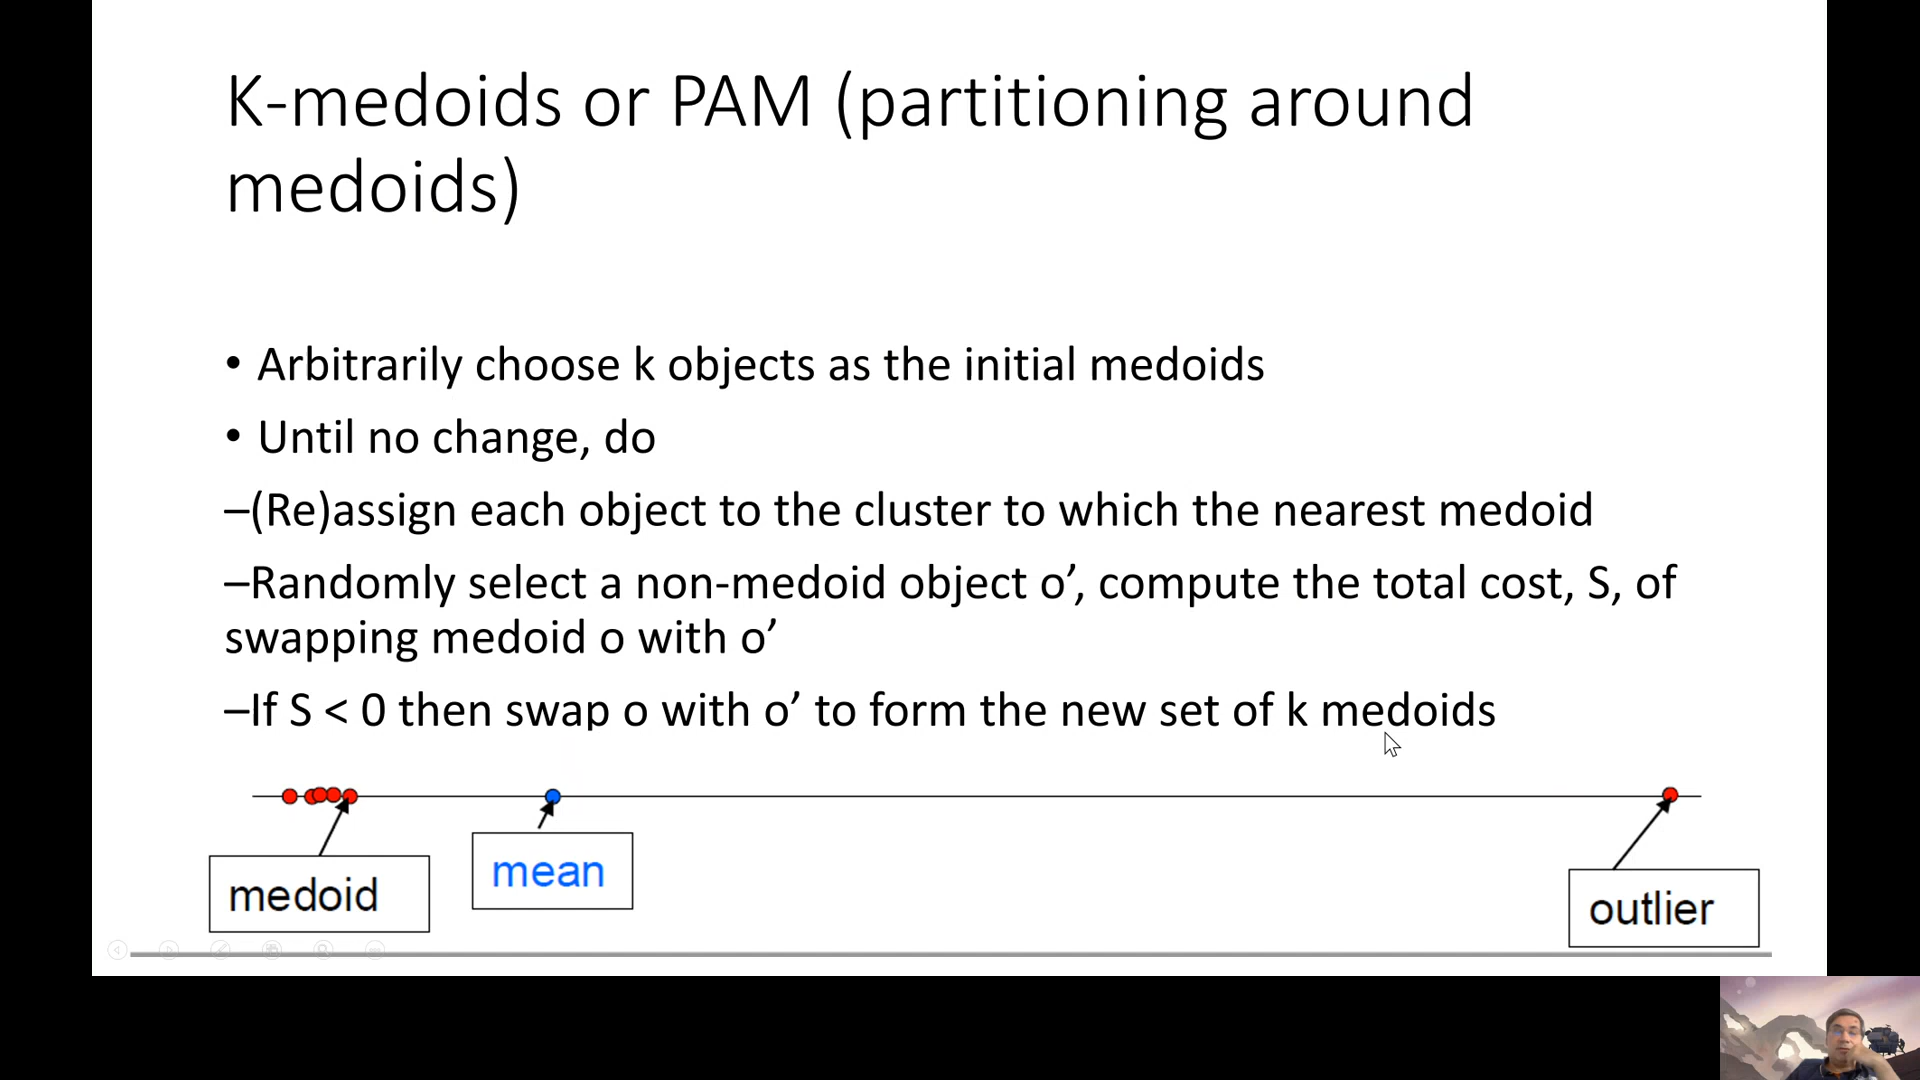 K-medoids or PAM (partitioning around
medoids)
• Arbitrarily choose k objects as the initial medoids
• Until no change, do
–(Re)assign each object to the cluster to which the nearest medoid
–Randomly select a non-medoid object o’, compute the total cost, S, of
swapping medoid o with o’
–If S < 0 then swap o with o’ to form the new set of k medoids
medoid
mean
outlier